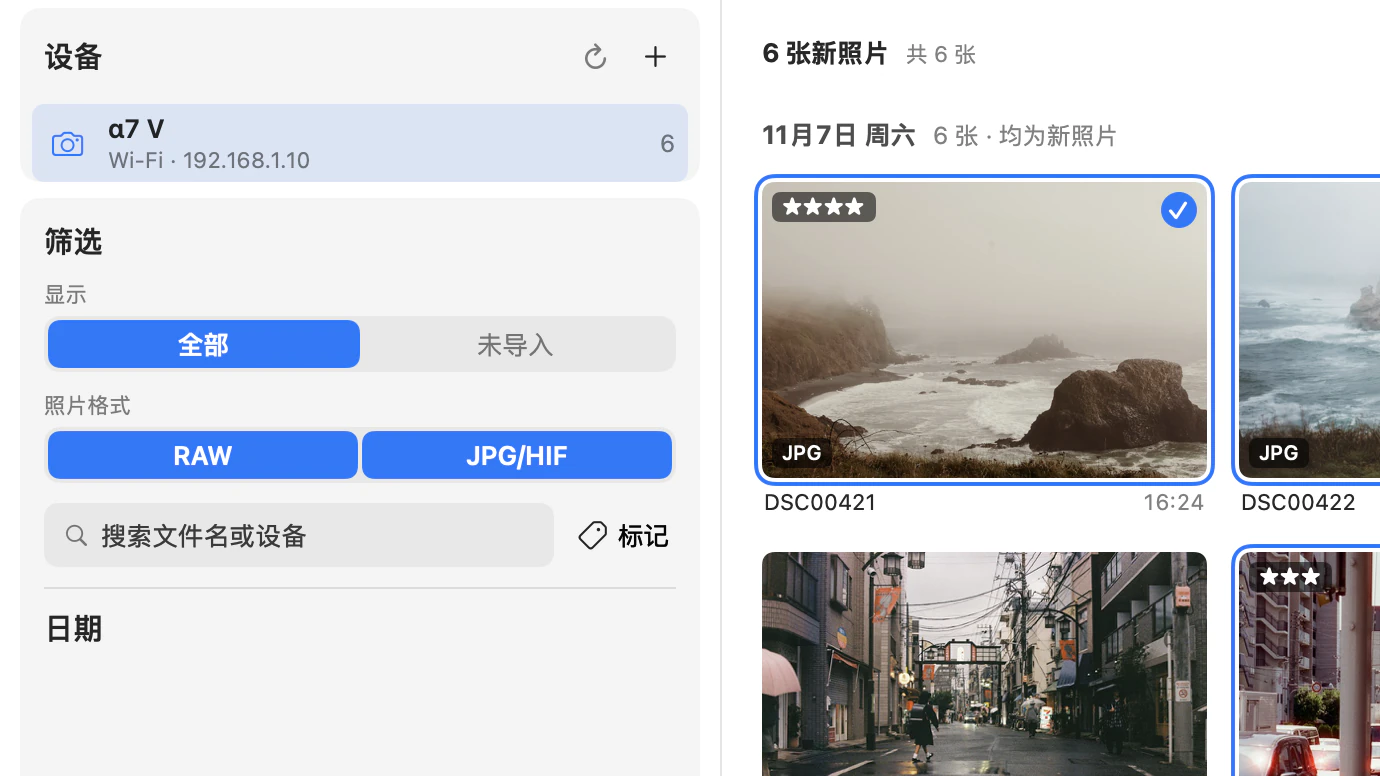 设备
α7 V
6
Wi-Fi · 192.168.1.10
筛选
显示
全部 未导入
照片格式
RAW JPG/HIF
搜索文件名或设备 标记
日期
6 张新照片 共 6 张
11月7日 周六 6 张 · 均为新照片
JPG JPG
DSC00421 16:24 DSC00422